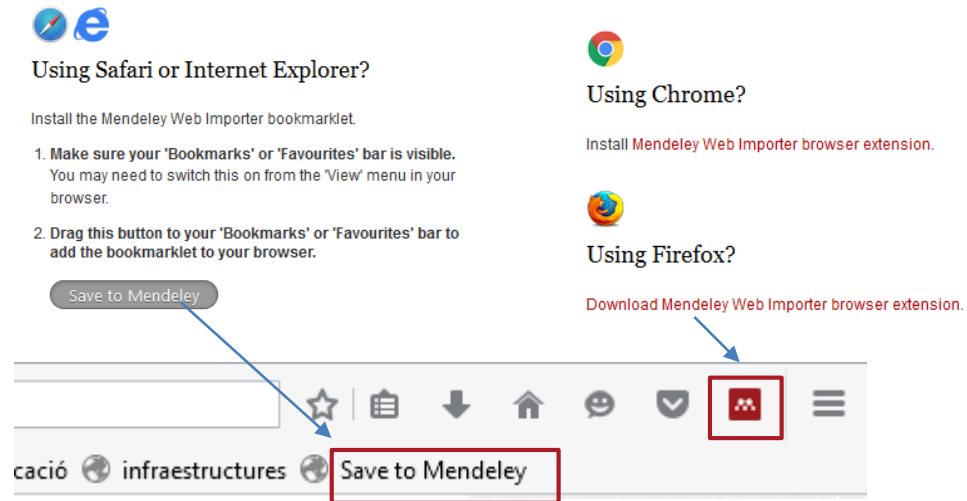 Using Safari or Internet Explorer?
Install the Mendeley Web Importer bookmarklet.
1. Make sure your 'Bookmarks' or 'Favourites' bar is visible.
You may need to switch this on from the 'View' menu in your
browser.
2. Drag this button to your 'Bookmarks' or 'Favourites' bar to
add the bookmarklet to your browser.
Save to Mendeley
Using Chrome?
Install Mendeley Web Importer browser extension.
Using Firefox?
Download Mendeley Web Importer browser extension.
cació infraestructures Save to Mendeley